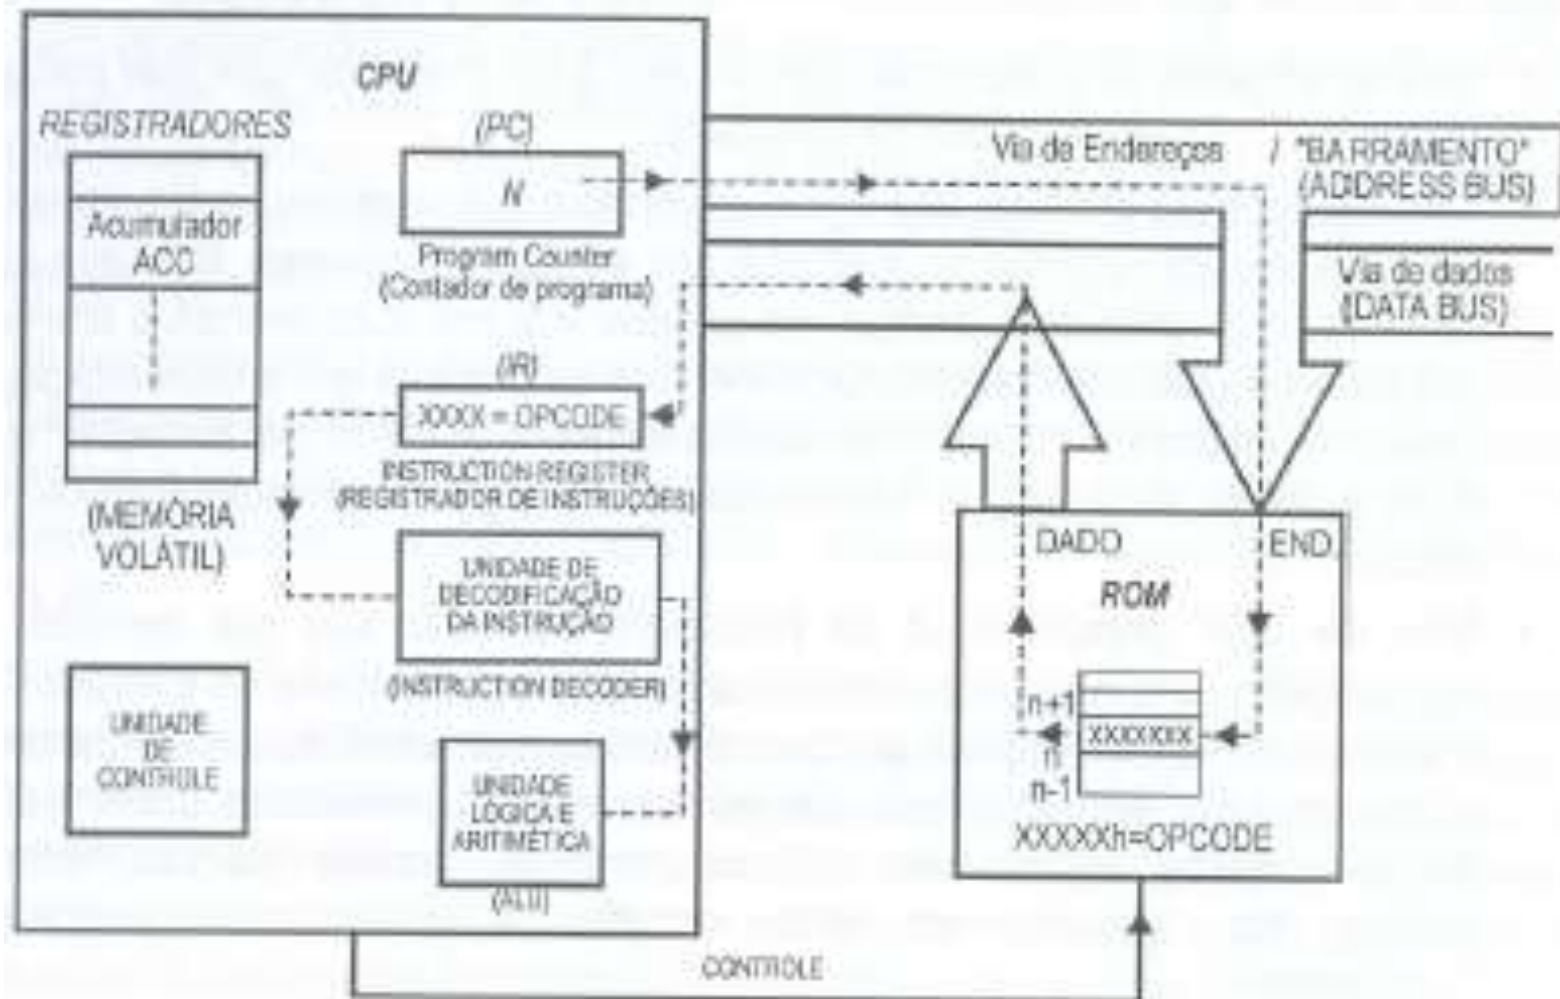 CPU
REGISTRADORES
Acumulador
ACC
(MEMÓRIA
VOLÁTIL)
UNIDADE
DE
CONTROLE
(PC)
N
Program Counter
(Contador de programa)
(IR)
XXXX = OPCODE
INSTRUCTION REGISTER
(REGISTRADOR DE INSTRUÇÕES)
UNIDADE DE
DECODIFICAÇÃO
DA INSTRUÇÃO
(INSTRUCTION DECODER)
UNIDADE
LÓGICA E
ARITIMÉTICA
(ALU)
Via de Endereços / "BARRAMENTO"
(ADDRESS BUS)
Via de dados
(DATA BUS)
DADO
END.
ROM
n+1
xxxxxxx
n
n-1
XXXXXh=OPCODE
CONTROLE